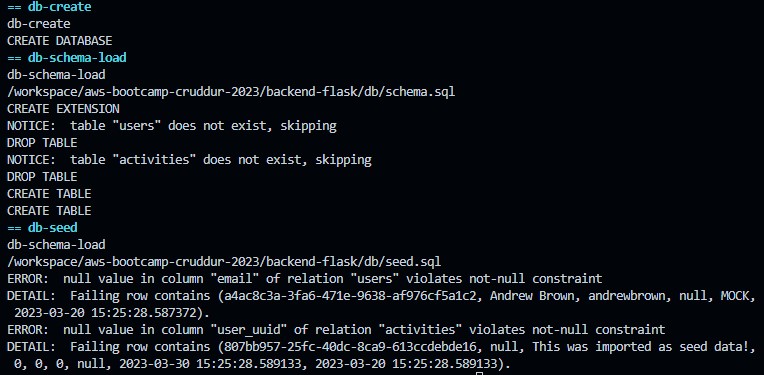 == db-create
db-create
CREATE DATABASE
== db-schema-load
db-schema-load
/workspace/aws-bootcamp-cruddur-2023/backend-flask/db/schema.sql
CREATE EXTENSION
NOTICE:  table "users" does not exist, skipping
DROP TABLE
NOTICE:  table "activities" does not exist, skipping
DROP TABLE
CREATE TABLE
CREATE TABLE
== db-seed
db-schema-load
/workspace/aws-bootcamp-cruddur-2023/backend-flask/db/seed.sql
ERROR:  null value in column "email" of relation "users" violates not-null constraint
DETAIL:  Failing row contains (a4ac8c3a-3fa6-471e-9638-af976cf5a1c2, Andrew Brown, andrewbrown, null, MOCK,
 2023-03-20 15:25:28.587372).
ERROR:  null value in column "user_uuid" of relation "activities" violates not-null constraint
DETAIL:  Failing row contains (807bb957-25fc-40dc-8ca9-613ccdebde16, null, This was imported as seed data!,
 0, 0, 0, null, 2023-03-30 15:25:28.589133, 2023-03-20 15:25:28.589133).